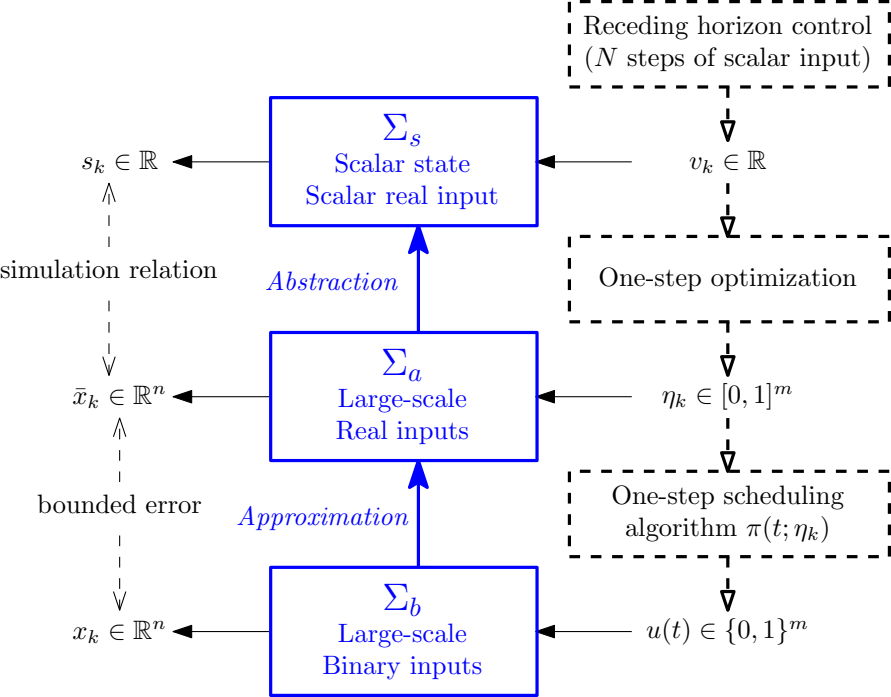 Receding horizon control
(N steps of scalar input)
Σ_s
Scalar state
Scalar real input
s_k ∈ ℝ
v_k ∈ ℝ
simulation relation
Abstraction
One-step optimization
Σ_a
Large-scale
Real inputs
x̄_k ∈ ℝⁿ
η_k ∈ [0, 1]^m
bounded error
Approximation
One-step scheduling
algorithm π(t; η_k)
Σ_b
Large-scale
Binary inputs
x_k ∈ ℝⁿ
u(t) ∈ {0, 1}^m